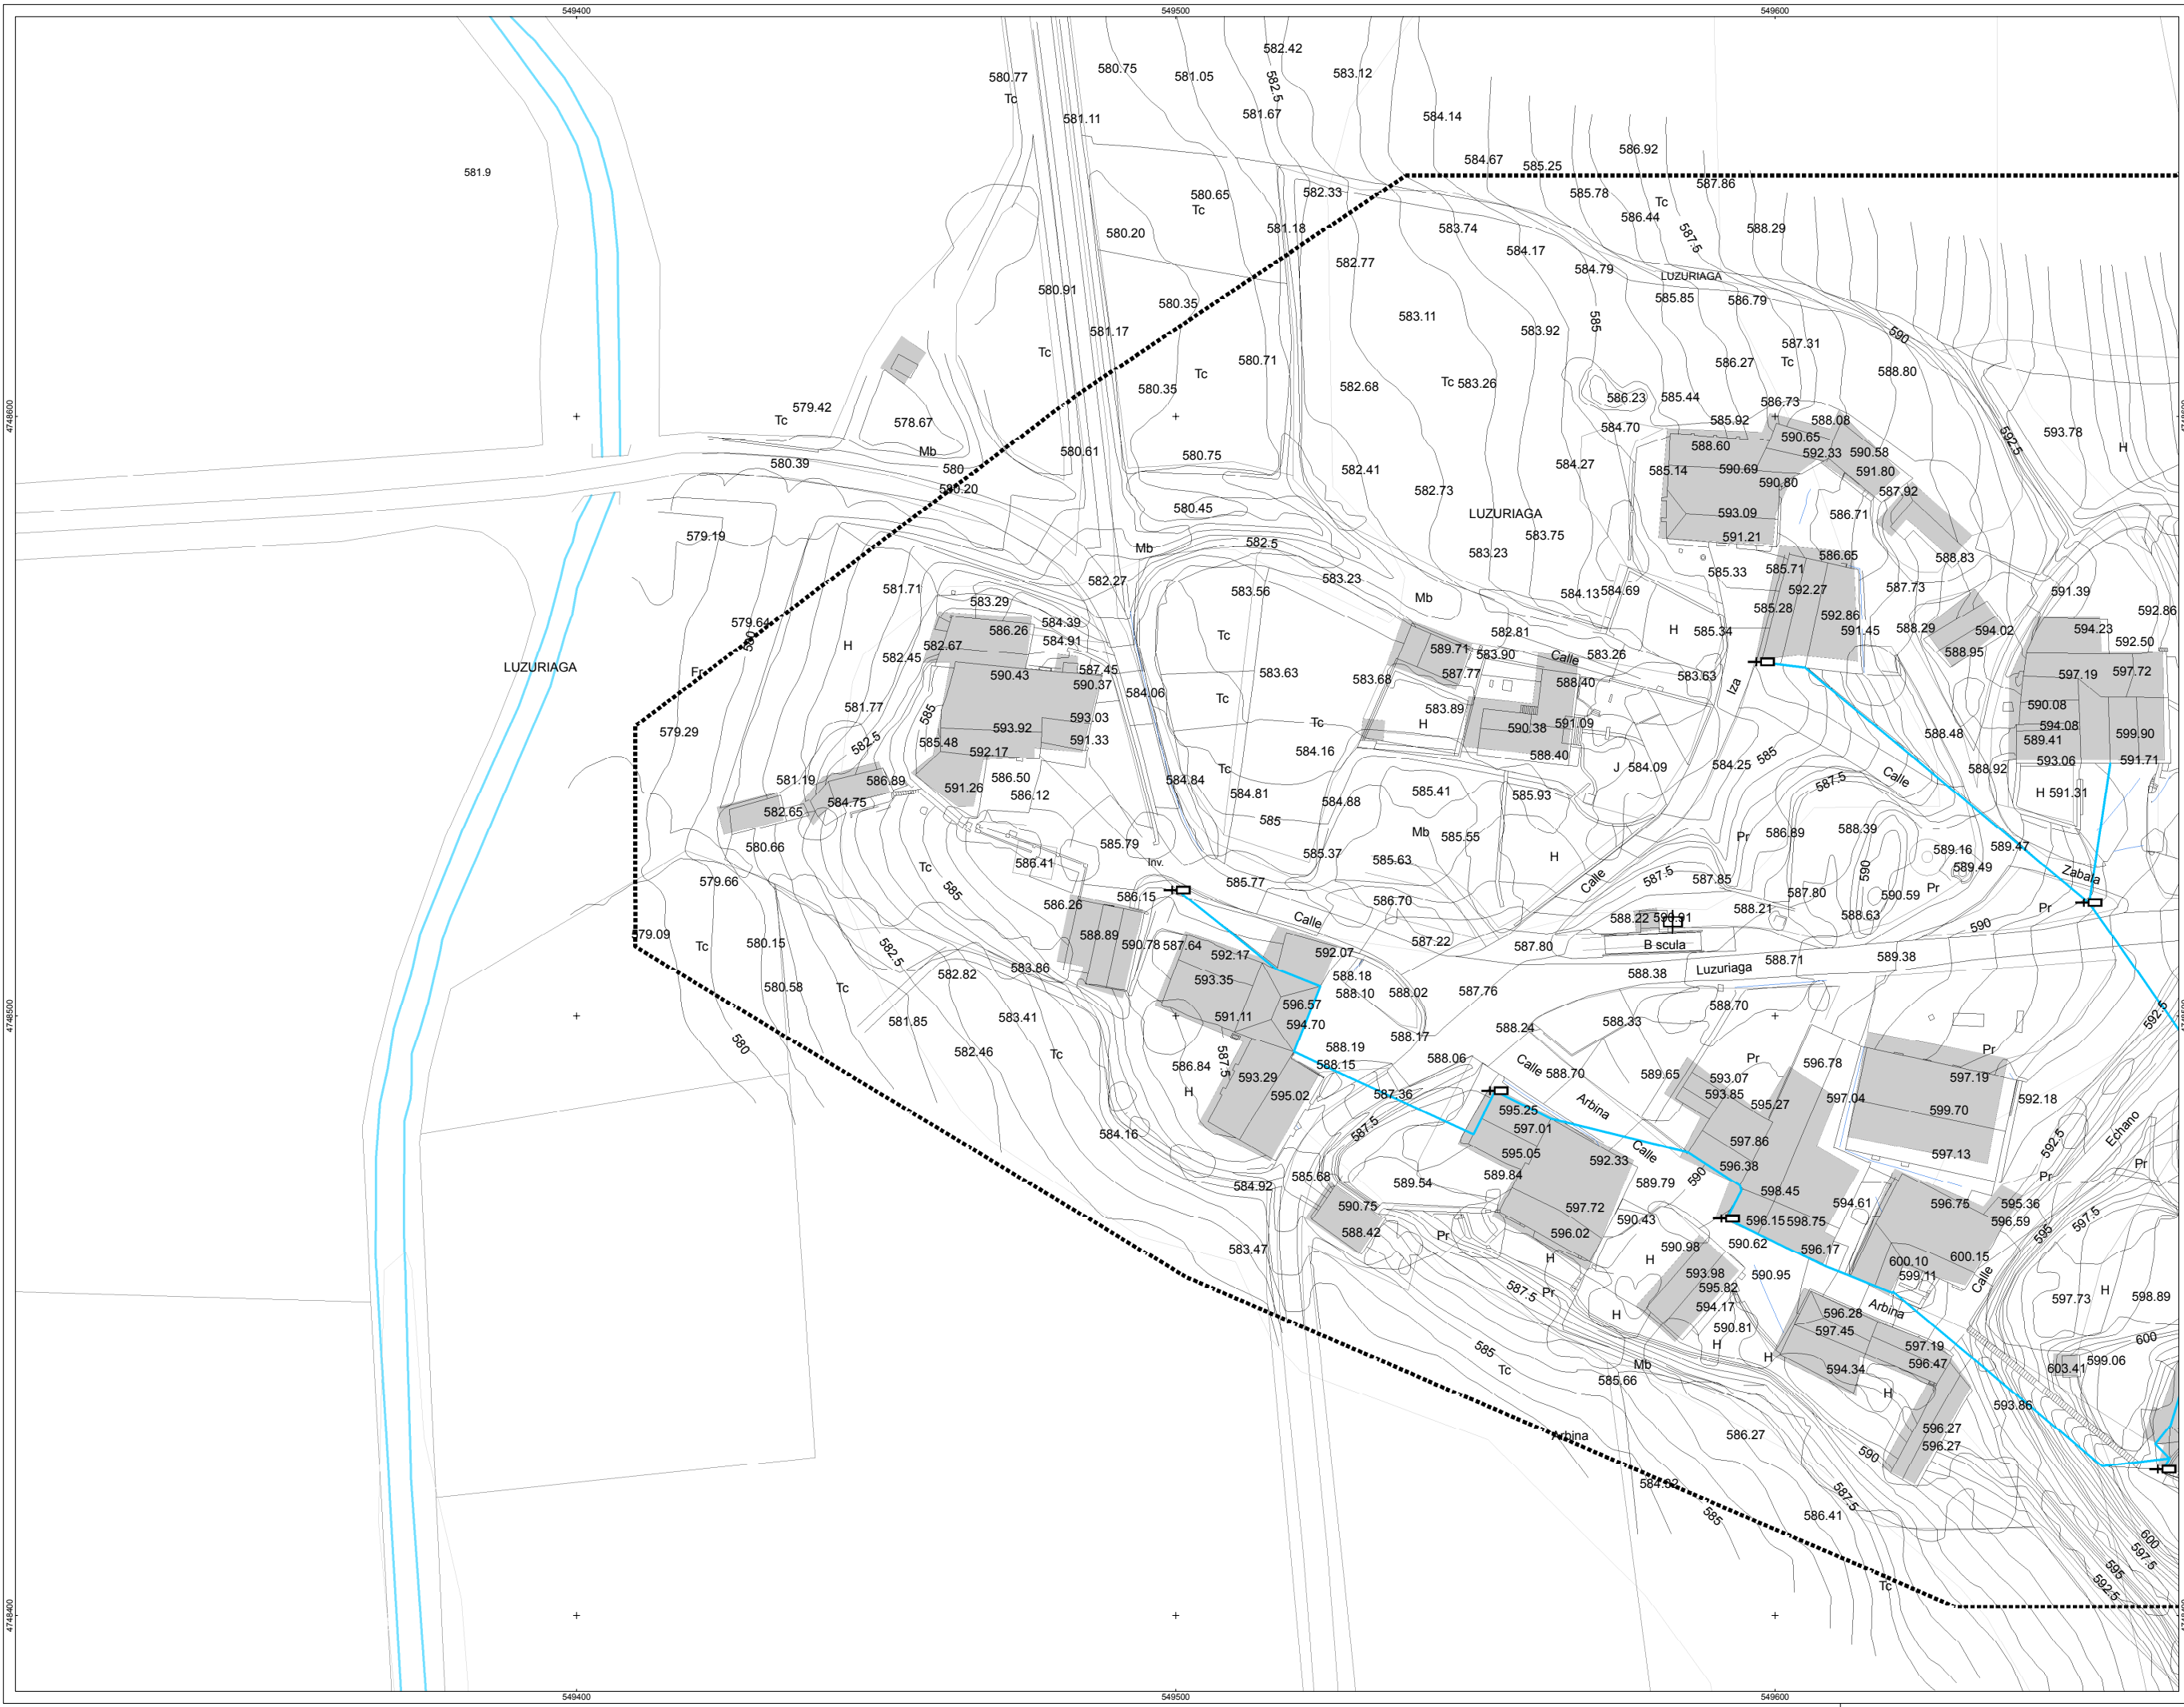 549400 549500 549600
582.42
580.77 580.75 581.05 582.5 583.12
Tc
581.11 581.67 584.14
586.92
584.67 585.25
581.9
587.86
580.65 582.33 585.78
Tc Tc
586.44
580.20 581.18 583.74 587.5 588.29
584.17
582.77 584.79
LUZURIAGA
580.91 580.35 585.85 586.79
583.11 585
581.17 583.92 590
587.31
Tc 580.71 586.27 Tc
Tc 588.80
580.35 582.68 Tc 583.26
586.23 585.44 586.73
579.42
Tc 578.67 585.92 588.08
4748600 4748600
584.70 593.78
590.65
Mb 580.61 580.75 588.60 592.33 590.58 592.5 H
580.39 580 582.41 584.27 585.14 590.69 591.80
590.80
580.20 582.73 587.92
580.45
LUZURIAGA 593.09 586.71
579.19 583.75 591.21
Mb 582.5 583.23
586.65 588.83
582.27 583.23 585.33 585.71
581.71 583.56 584.13 584.69 592.27 587.73 591.39
583.29 Mb
579.64 584.39 585.28 592.86 592.86
586.26 582.81 H 585.34 591.45 588.29 594.02 594.23
580 H 582.67 584.91 592.50
582.45 589.71 583.90 Calle 583.26 588.95
LUZURIAGA
Fr 590.43 587.45 583.63 587.77 583.63 597.19 597.72
590.37 583.68 588.40
584.06 Tc Iza
581.77 583.89 590.08
585 593.03
579.29 593.92 Tc H 590.38 591.09 594.08
582.5 585.48 591.33 588.48 589.41 599.90
592.17 584.16 588.40 585 593.06
584.25 591.71
581.19 586.89 586.50 584.84 Tc J 584.09 588.92
591.26 586.12 584.81 585.41 585.93 587.5 Calle H 591.31
582.65 584.75 584.88
585 Mb 586.89 588.39
580.66 585.79 585.55 Pr
Inv. 585.37 585.63 H 589.16 589.47
Tc 586.41 589.49
579.66 585 585.77 587.5 587.85 590 Zabala
586.15 Calle 587.80 590.59 Pr
586.26 586.70
Calle 588.22 590.91 588.21 588.63 Pr 590
579.09 588.89 587.22
Tc 580.15 590.78 587.64 592.07 587.80 B scula
582.5 592.17 589.38
582.82 583.86 588.18 588.38 Luzuriaga 588.71
580.58 Tc 593.35 588.10 588.02 587.76
596.57 588.70
4748500 581.85 583.41 591.11 594.70 588.24 588.33 592.5 4748500
580 588.17
582.46 Tc 588.19 588.06
587.5 588.15 Calle Pr Pr
586.84 593.29 588.70 589.65 596.78
593.07 597.19
H 595.02 587.36 593.85
595.25 Arbina 595.27 597.04 592.18
597.01 599.70
584.16 587.5 Echano
Calle 597.86 592.5
595.05 592.33 597.13
596.38 Pr
585.68 589.84 590 Pr
584.92 589.54 589.79 598.45
590.75 594.61 596.75 595.36
597.72 596.15 598.75 596.59 597.5
588.42 590.43
Pr 596.02 595
583.47 590.98 590.62 596.17
H H 600.10 600.15
593.98 590.95 599.11
587.5 Pr 595.82 Calle H
594.17 597.73 598.89
H 596.28 Arbina
590.81 597.45
585 H 597.19 600
Tc Mb H 594.34 596.47 603.41 599.06
585.66
H 593.86
Arbina 586.27 596.27
590 596.27
584.82 587.5
585 586.41
600
597.5
595
Tc 592.5
4748400 4748400
549400 549500 549600